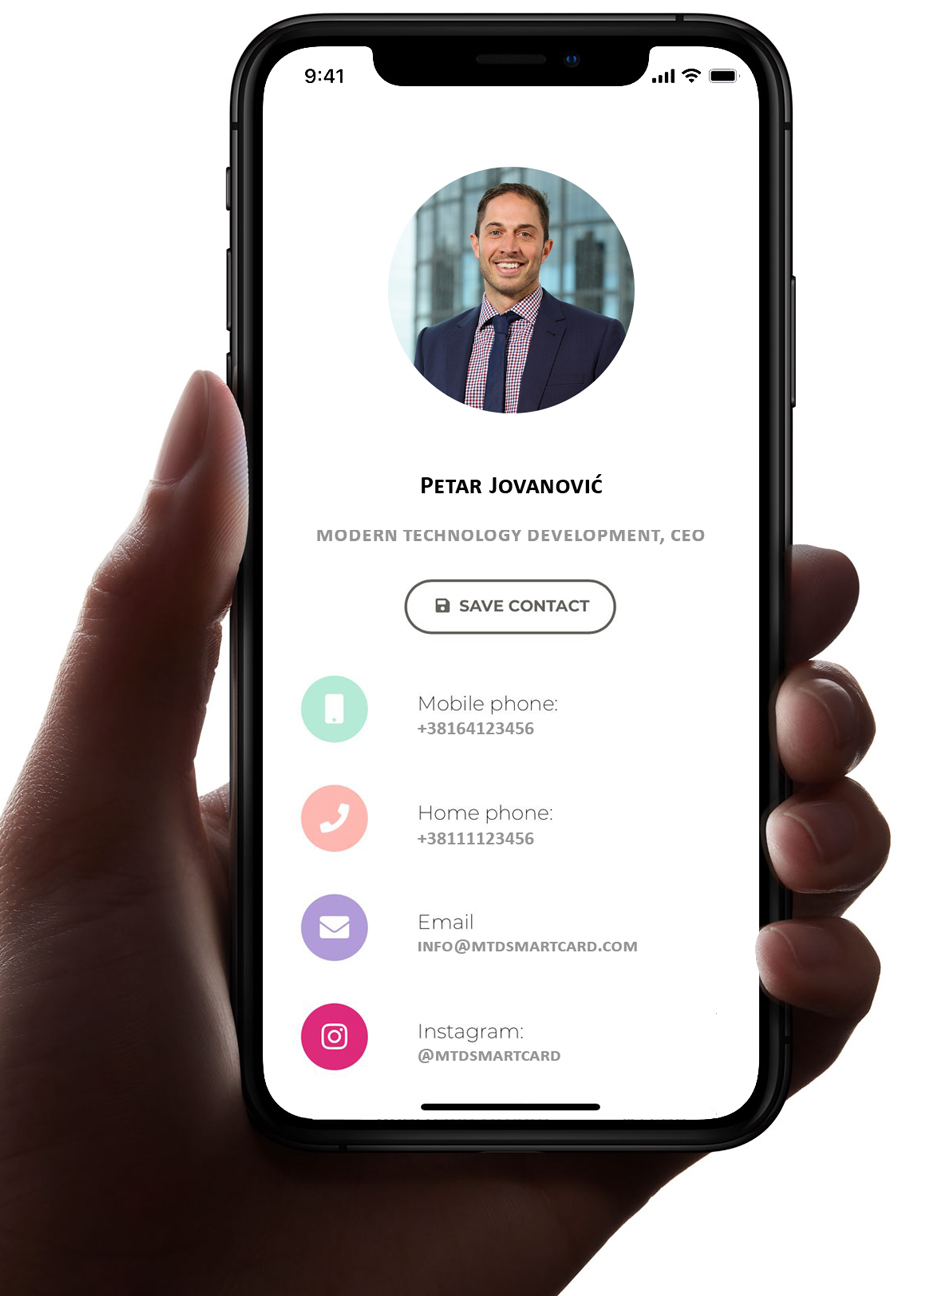 9:41
Petar Jovanović
MODERN TECHNOLOGY DEVELOPMENT, CEO
SAVE CONTACT
Mobile phone:
+38164123456
Home phone:
+38111123456
Email
INFO@MTDSMARTCARD.COM
Instagram:
@MTDSMARTCARD